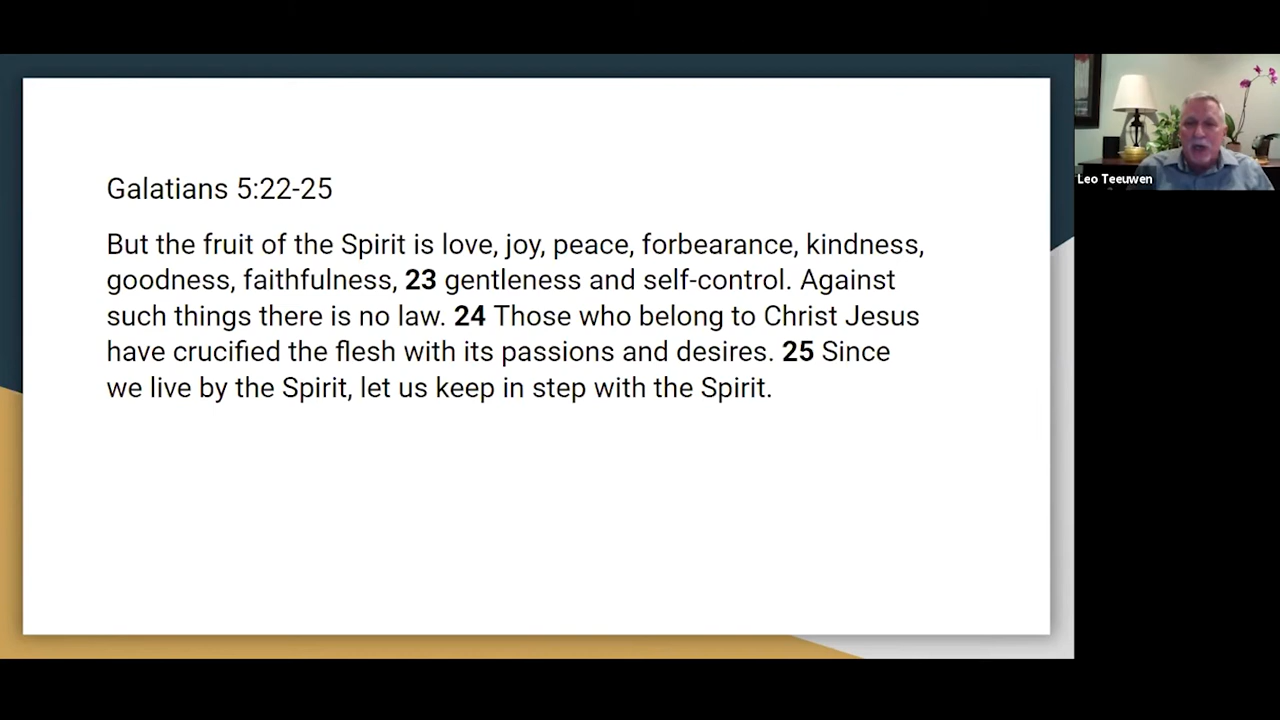 Galatians 5:22-25
But the fruit of the Spirit is love, joy, peace, forbearance, kindness,
goodness, faithfulness, 23 gentleness and self-control. Against
such things there is no law. 24 Those who belong to Christ Jesus
have crucified the flesh with its passions and desires. 25 Since
we live by the Spirit, let us keep in step with the Spirit.
Leo Teeuwen